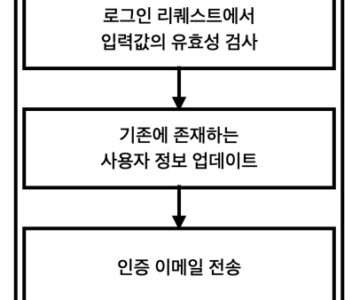 로그인 리퀘스트에서
입력값의 유효성 검사
기존에 존재하는
사용자 정보 업데이트
인증 이메일 전송